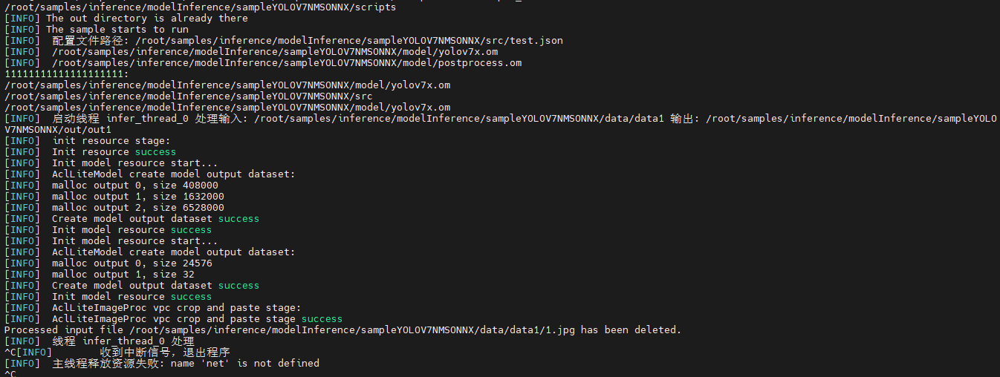 /root/samples/inference/modelInference/sampleYOLOV7NMSONNX/scripts
[INFO] The out directory is already there
[INFO] The sample starts to run
[INFO]  配置文件路径: /root/samples/inference/modelInference/sampleYOLOV7NMSONNX/src/test.json
[INFO]  /root/samples/inference/modelInference/sampleYOLOV7NMSONNX/model/yolov7x.om
[INFO]  /root/samples/inference/modelInference/sampleYOLOV7NMSONNX/model/postprocess.om
11111111111111111111:
/root/samples/inference/modelInference/sampleYOLOV7NMSONNX/model/yolov7x.om
/root/samples/inference/modelInference/sampleYOLOV7NMSONNX/src
/root/samples/inference/modelInference/sampleYOLOV7NMSONNX/model/yolov7x.om
[INFO]  启动线程 infer_thread_0 处理输入: /root/samples/inference/modelInference/sampleYOLOV7NMSONNX/data/data1 输出: /root/samples/inference/modelInference/sampleYOLO
V7NMSONNX/out/out1
[INFO]  init resource stage:
[INFO]  Init resource success
[INFO]  Init model resource start...
[INFO]  AclLiteModel create model output dataset:
[INFO]  malloc output 0, size 408000
[INFO]  malloc output 1, size 1632000
[INFO]  malloc output 2, size 6528000
[INFO]  Create model output dataset success
[INFO]  Init model resource success
[INFO]  Init model resource start...
[INFO]  AclLiteModel create model output dataset:
[INFO]  malloc output 0, size 24576
[INFO]  malloc output 1, size 32
[INFO]  Create model output dataset success
[INFO]  Init model resource success
[INFO]  AclLiteImageProc vpc crop and paste stage:
[INFO]  AclLiteImageProc vpc crop and paste stage success
Processed input file /root/samples/inference/modelInference/sampleYOLOV7NMSONNX/data/data1/1.jpg has been deleted.
[INFO]  线程 infer_thread_0 处理
^C[INFO]        收到中断信号，退出程序
[INFO]  主线程释放资源失败: name 'net' is not defined
^C